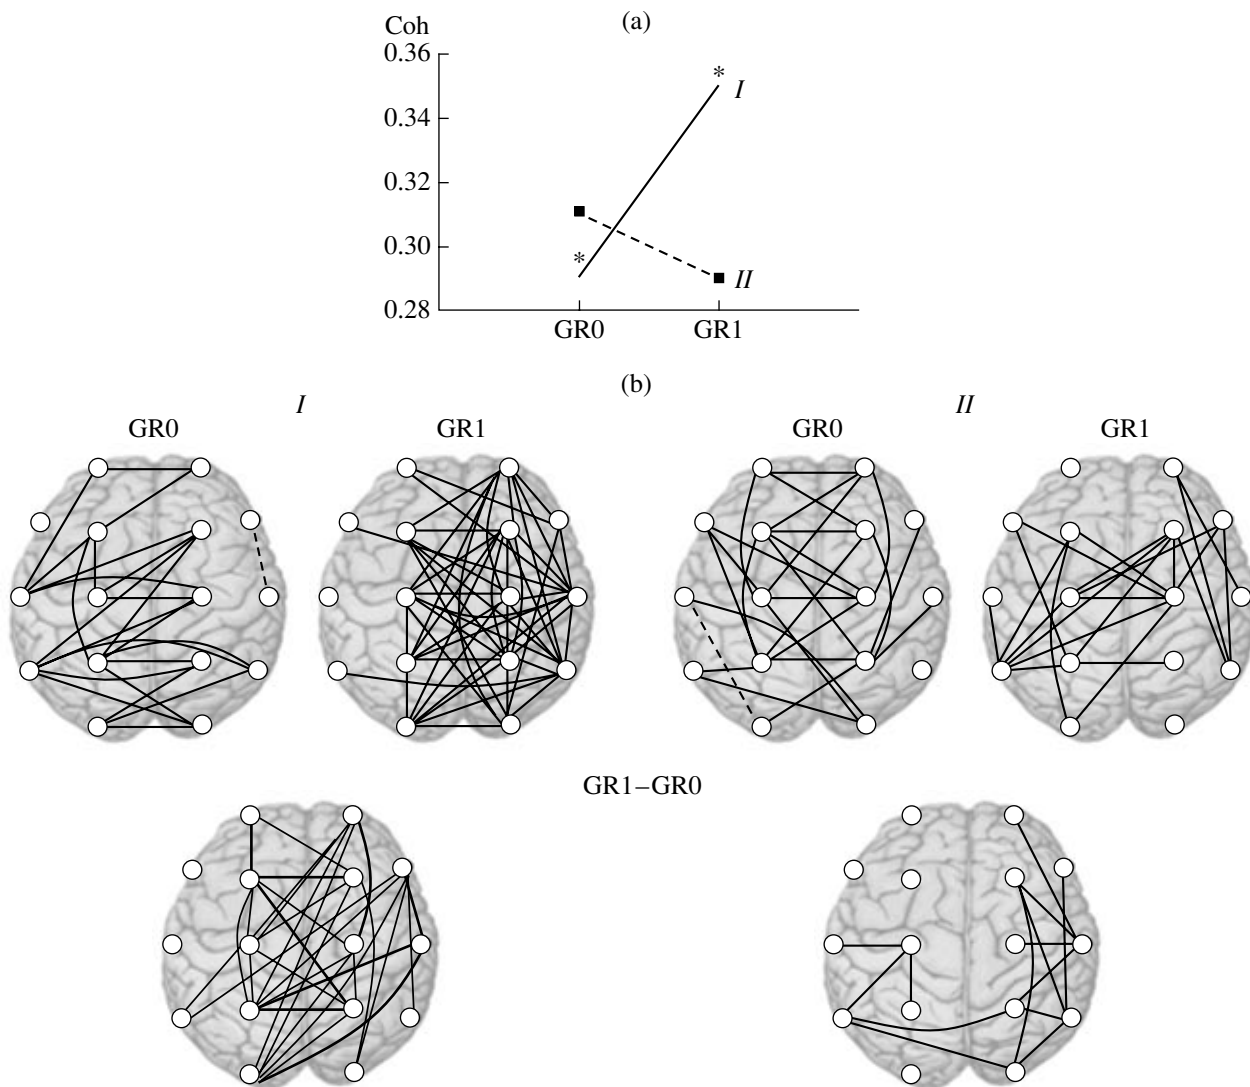 (a)
Coh
0.36
0.34
0.32
0.30
0.28
* I
*
II
GR0 GR1
(b)
I II
GR0 GR1 GR0 GR1
GR1–GR0